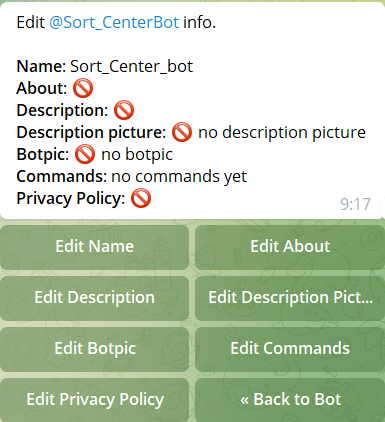 Edit @Sort_CenterBot info.
Name: Sort_Center_bot
About: 🚫
Description: 🚫
Description picture: 🚫 no description picture
Botpic: 🚫 no botpic
Commands: no commands yet
Privacy Policy: 🚫
9:17
Edit Name
Edit About
Edit Description
Edit Description Pict...
Edit Botpic
Edit Commands
Edit Privacy Policy
« Back to Bot